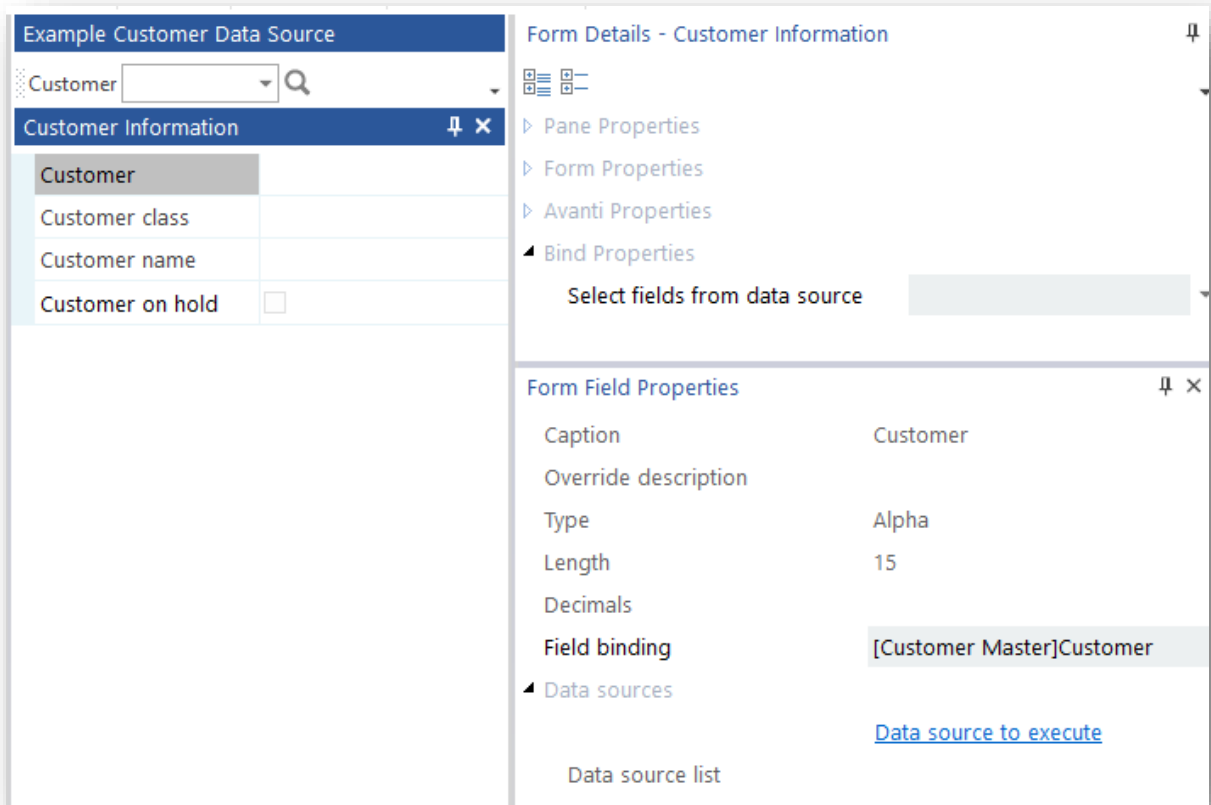 Example Customer Data Source
Customer
Customer Information
Customer
Customer class
Customer name
Customer on hold
Form Details - Customer Information
Pane Properties
Form Properties
Avanti Properties
Bind Properties
Select fields from data source
Form Field Properties
Caption Customer
Override description
Type Alpha
Length 15
Decimals
Field binding [Customer Master]Customer
Data sources
Data source to execute
Data source list